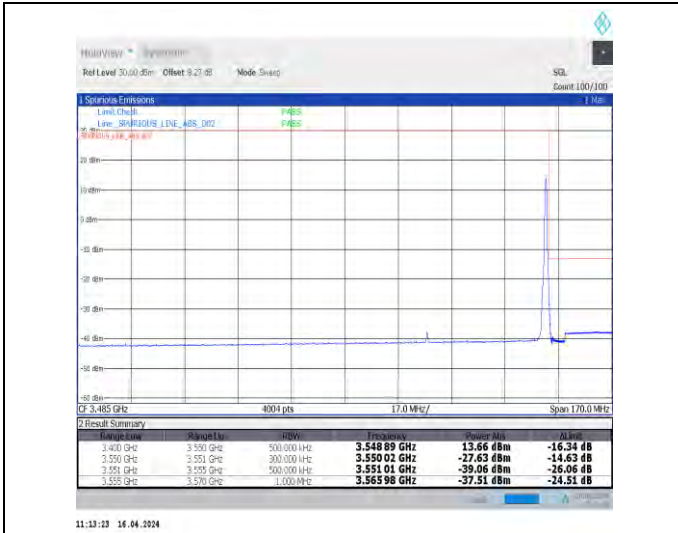 MultiView Spectrum
Ref Level 30.00 dBm Offset 9.27 dB Mode Sweep SGL
Count 100/100
1 Spurious Emissions 1 Max
Limit Check PASS
Line _SPURIOUS_LINE_ABS_002 PASS
20 dBm
10 dBm
0 dBm
-10 dBm
-20 dBm
-30 dBm
-40 dBm
-50 dBm
-60 dBm
CF 3.485 GHz 4004 pts 17.0 MHz/ Span 170.0 MHz
2 Result Summary
Range Low Range Up RBW Frequency Power Abs ΔLimit
3.400 GHz 3.550 GHz 500.000 kHz 3.548 89 GHz 13.66 dBm -16.34 dB
3.550 GHz 3.551 GHz 300.000 kHz 3.550 02 GHz -27.63 dBm -14.63 dB
3.551 GHz 3.555 GHz 500.000 kHz 3.551 01 GHz -39.06 dBm -26.06 dB
3.555 GHz 3.570 GHz 1.000 MHz 3.565 98 GHz -37.51 dBm -24.51 dB
11:13:23 16.04.2024